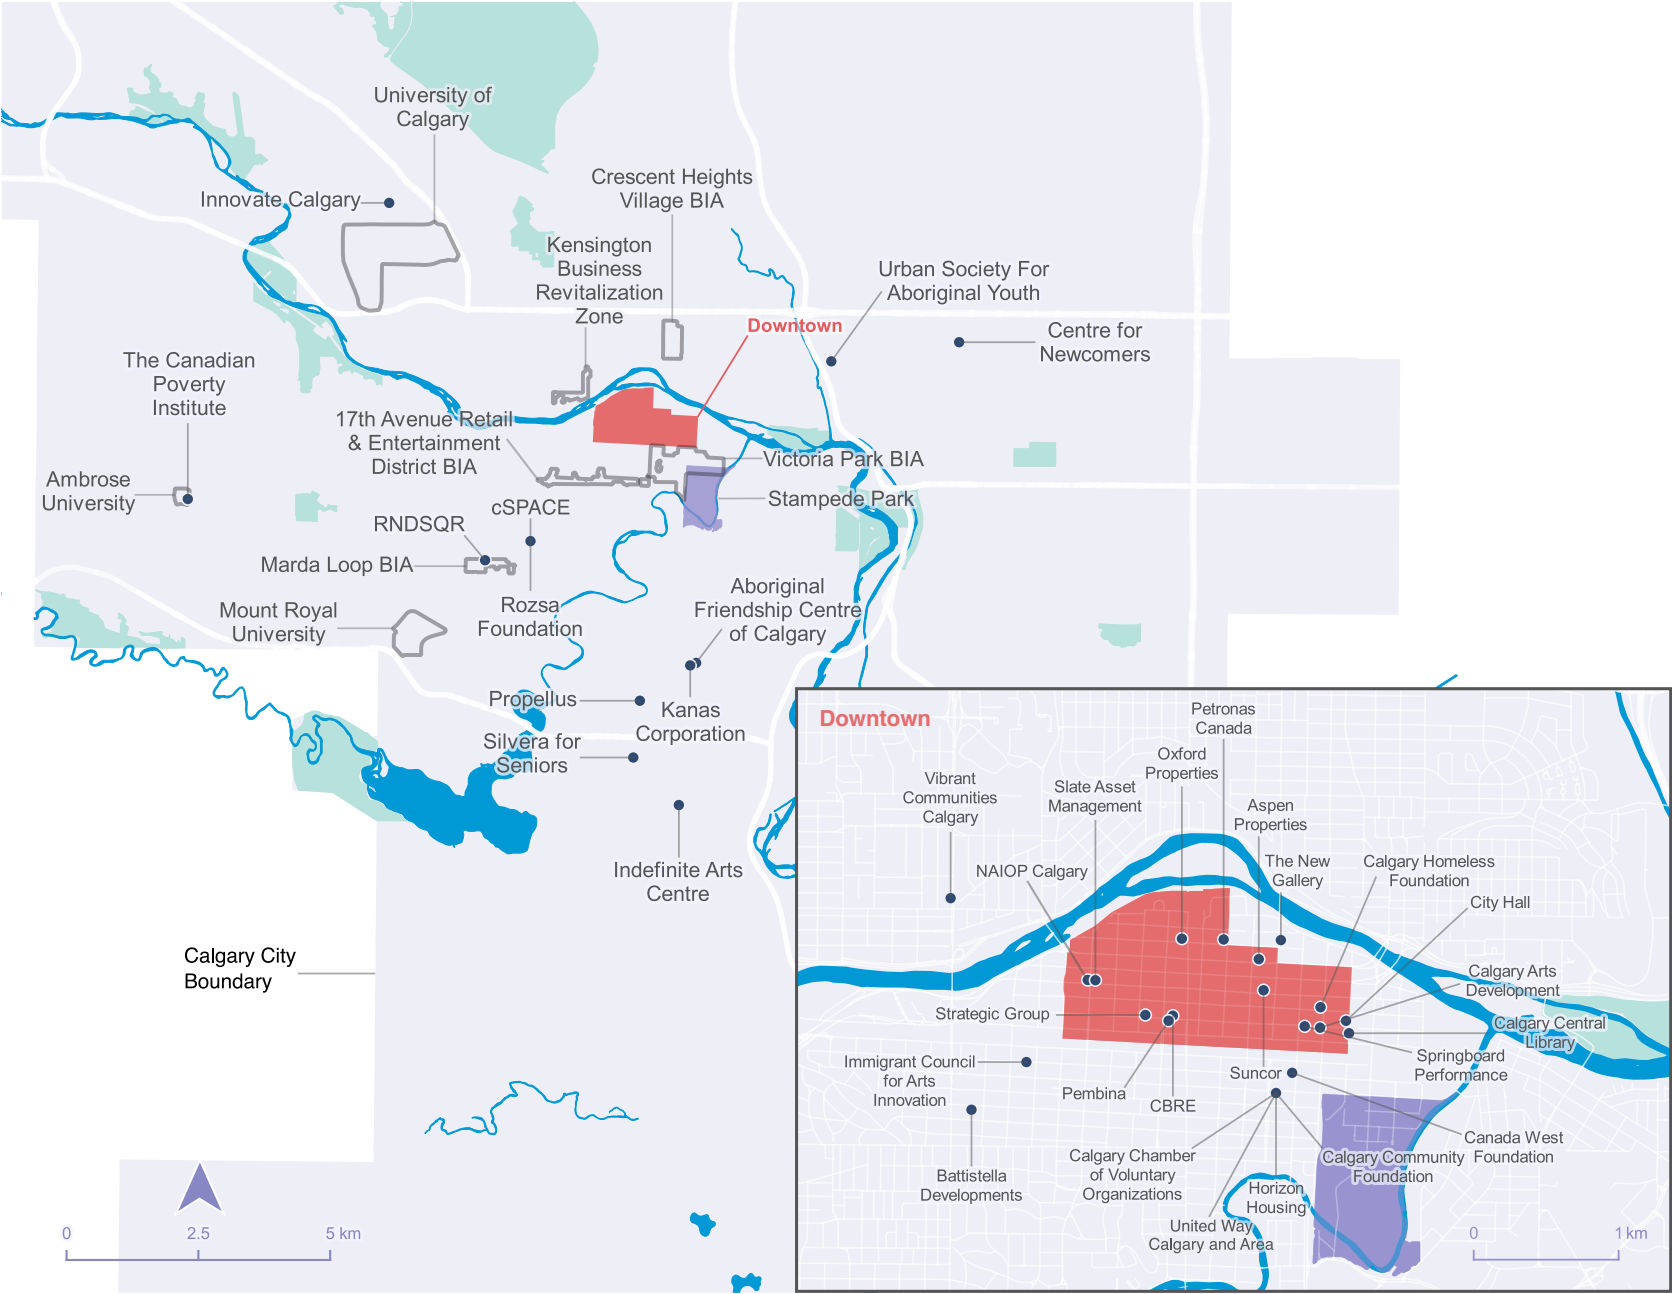 University of
Calgary
Innovate Calgary
Crescent Heights
Village BIA
Kensington
Business
Revitalization
Zone
Urban Society For
Aboriginal Youth
Downtown
Centre for
Newcomers
The Canadian
Poverty
Institute
17th Avenue Retail
& Entertainment
District BIA
Victoria Park BIA
Ambrose
University
Stampede Park
cSPACE
RNDSQR
Marda Loop BIA
Mount Royal
University
Rozsa
Foundation
Aboriginal
Friendship Centre
of Calgary
Propellus
Kanas
Corporation
Silvera for
Seniors
Indefinite Arts
Centre
Calgary City
Boundary
0
2.5
5 km
Downtown
Petronas
Canada
Oxford
Properties
Vibrant
Communities
Calgary
Slate Asset
Management
Aspen
Properties
NAIOP Calgary
The New
Gallery
Calgary Homeless
Foundation
City Hall
Calgary Arts
Development
Strategic Group
Calgary Central
Library
Immigrant Council
for Arts
Innovation
Springboard
Performance
Suncor
Pembina
CBRE
Canada West
Foundation
Calgary Chamber
of Voluntary
Organizations
Calgary Community
Foundation
Battistella
Developments
Horizon
Housing
United Way
Calgary and Area
0
1 km